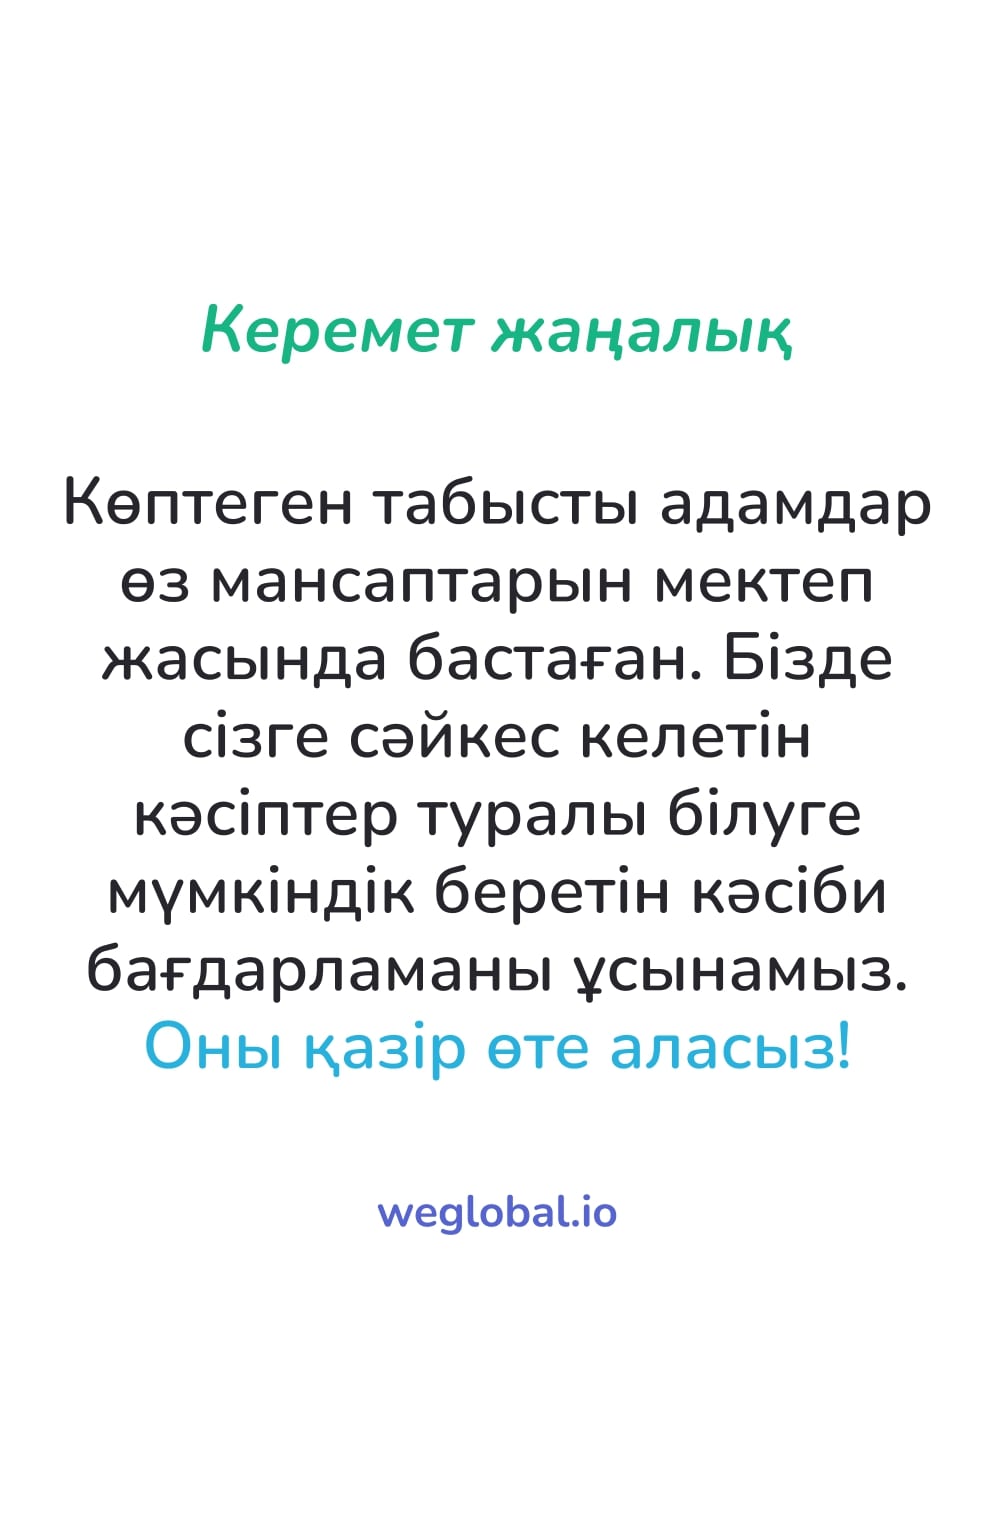 Керемет жаңалық
Көптеген табысты адамдар
өз мансаптарын мектеп
жасында бастаған. Бізде
сізге сәйкес келетін
кәсіптер туралы білуге
мүмкіндік беретін кәсіби
бағдарламаны ұсынамыз.
Оны қазір өте аласыз!
weglobal.io